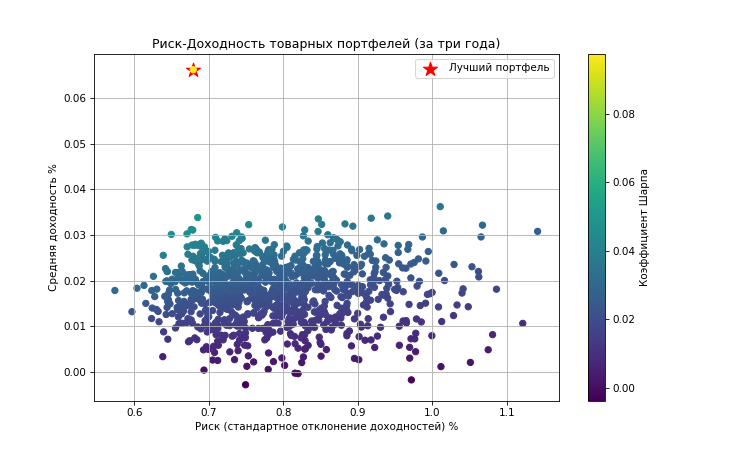 Риск-Доходность товарных портфелей (за три года)
Лучший портфель
Средняя доходность %
0.06
0.05
0.04
0.03
0.02
0.01
0.00
0.6 0.7 0.8 0.9 1.0 1.1
Риск (стандартное отклонение доходностей) %
0.08
0.06
0.04
0.02
0.00
Коэффициент Шарпа